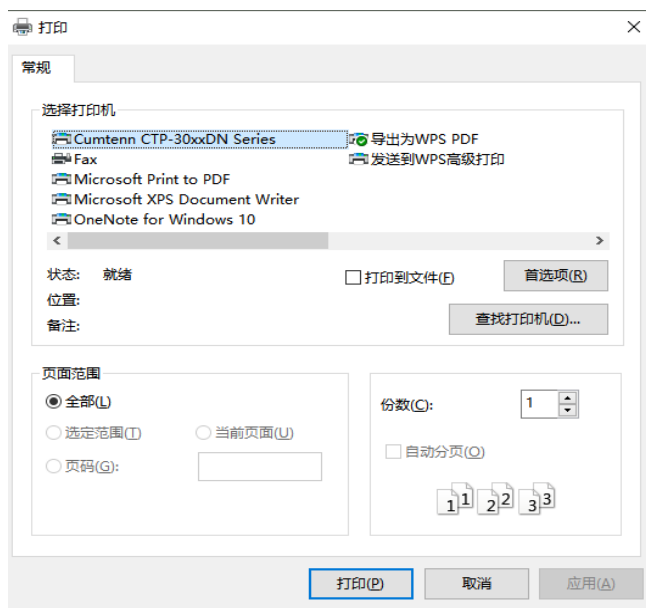 打印
常规
选择打印机
Cumtenn CTP-30xxDN Series
导出为WPS PDF
Fax
发送到WPS高级打印
Microsoft Print to PDF
Microsoft XPS Document Writer
OneNote for Windows 10
状态: 就绪
打印到文件(F)
首选项(R)
位置:
备注:
查找打印机(D)...
页面范围
全部(L)
份数(C):
1
选定范围(T)
当前页面(U)
自动分页(O)
页码(G):
1 1 2 2 3 3
打印(P)
取消
应用(A)